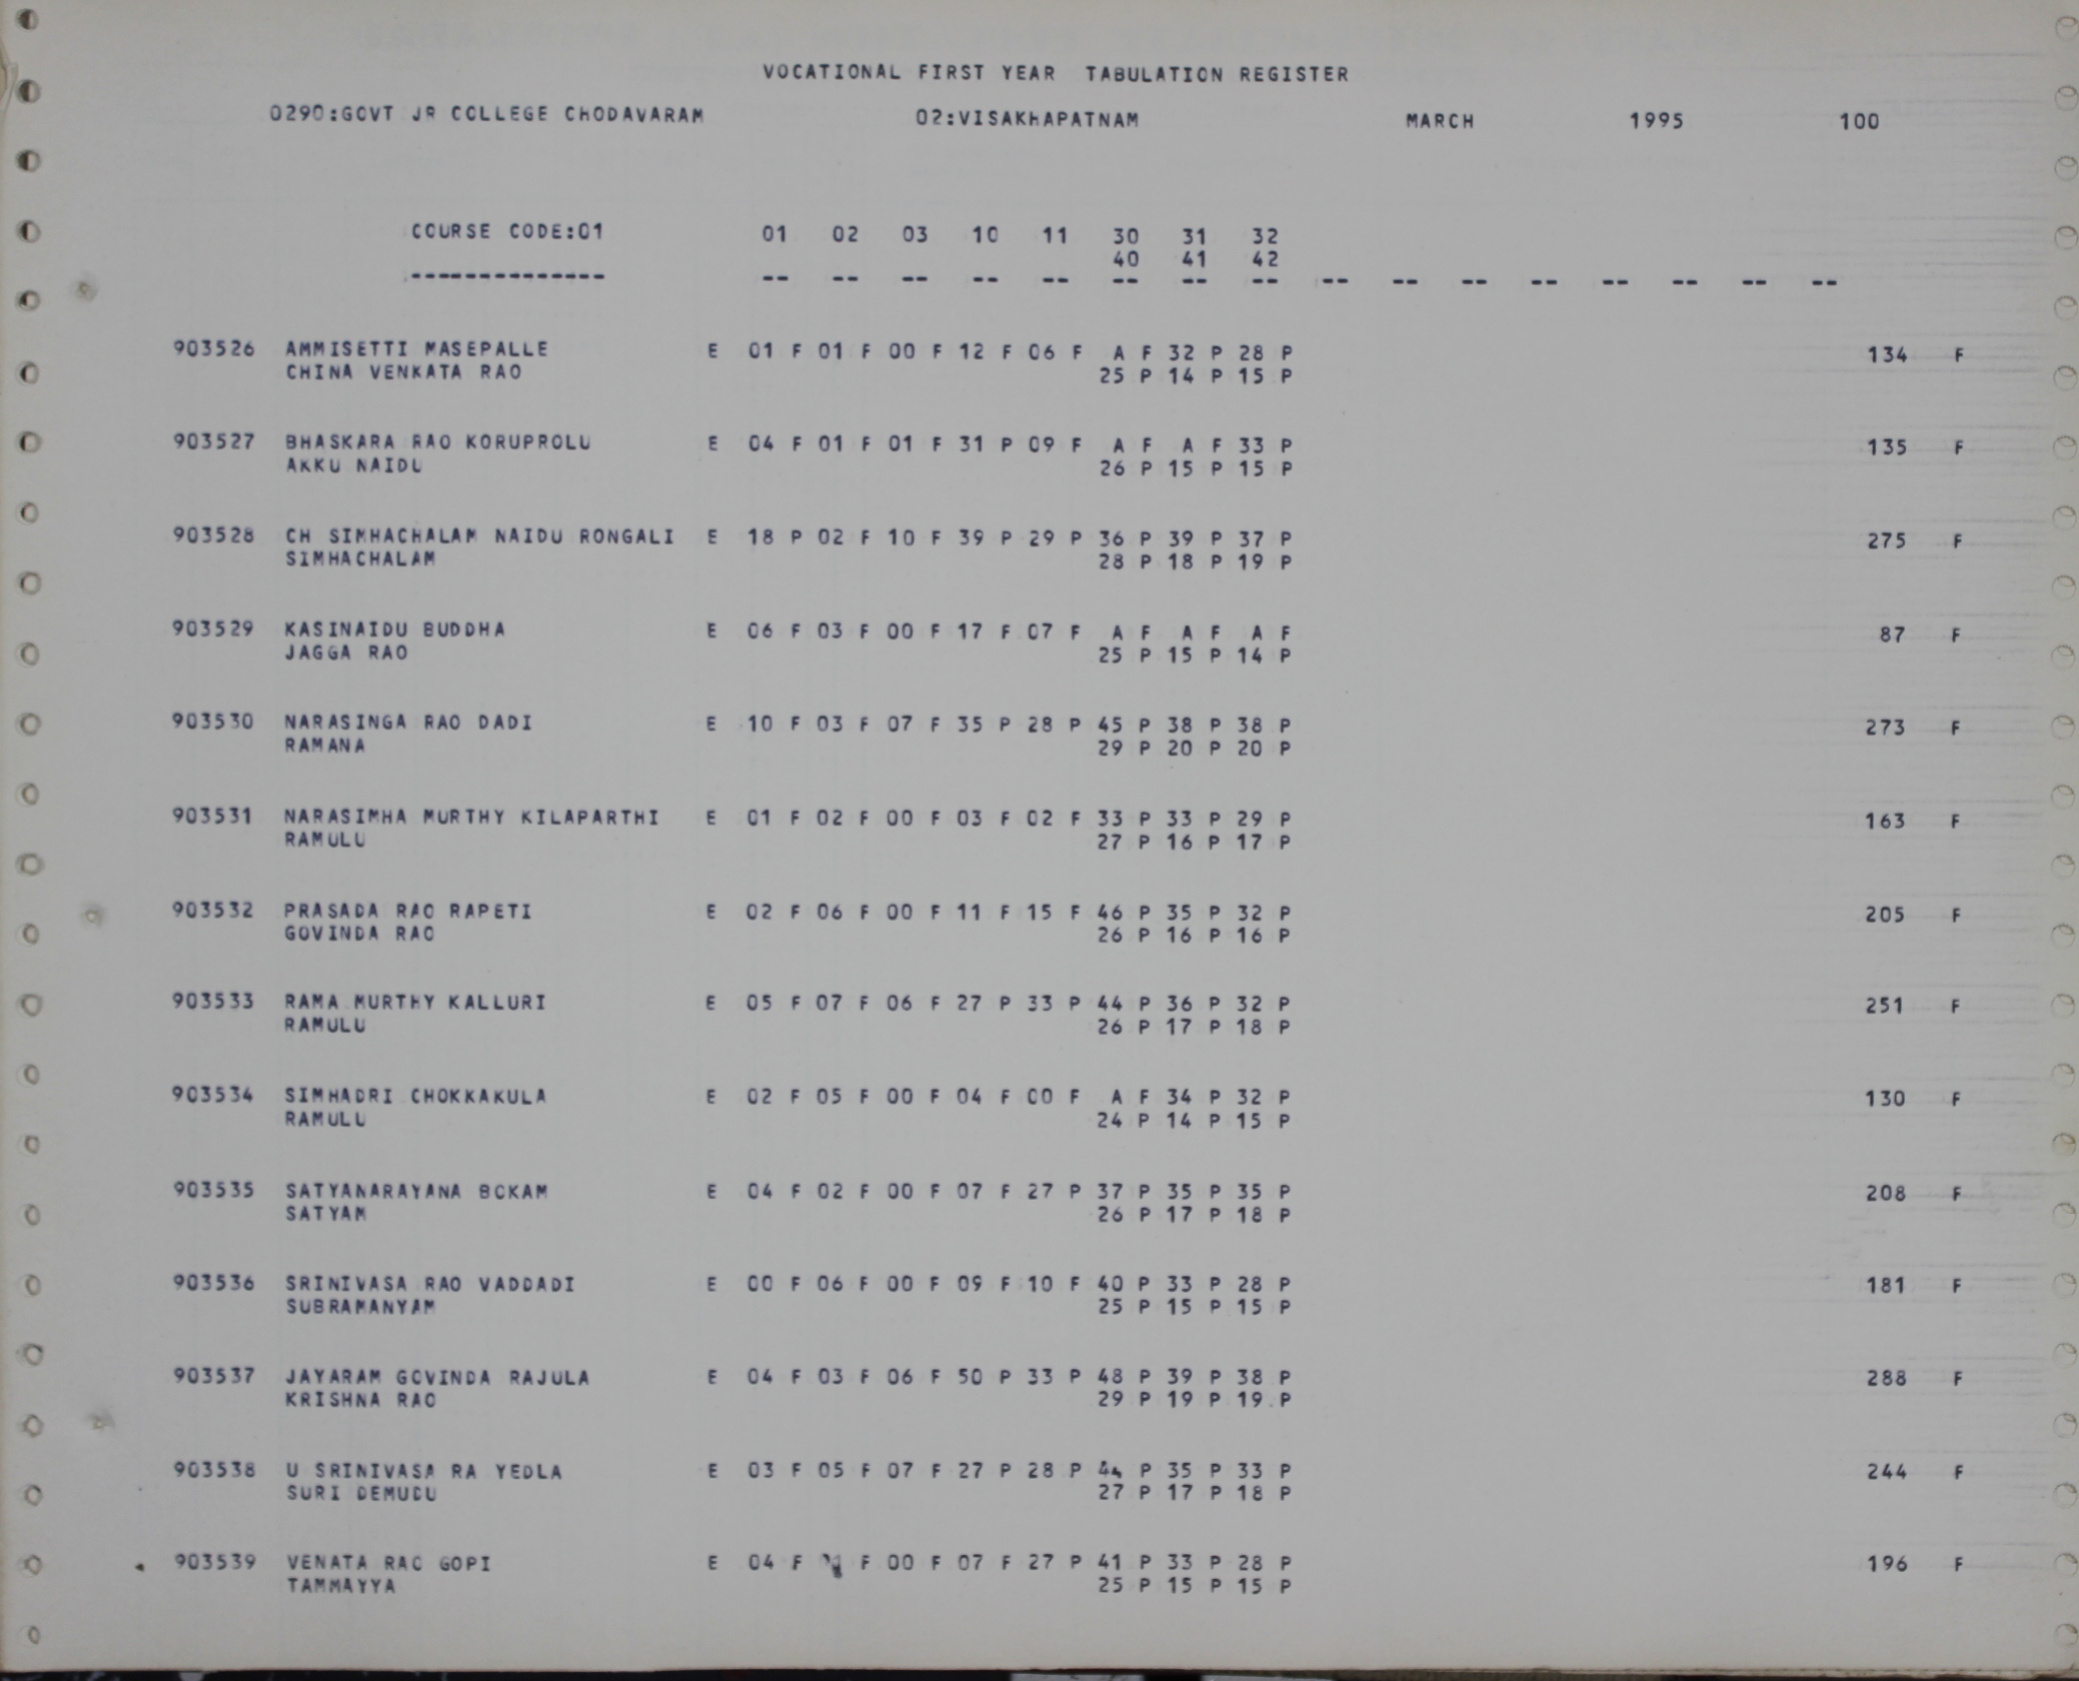 VOCATIONAL FIRST YEAR TABULATION REGISTER
0290:GOVT JR COLLEGE CHODAVARAM 02:VISAKHAPATNAM MARCH 1995 100
COURSE CODE:01 01 02 03 10 11 30 31 32
40 41 42
-------------- -- -- -- -- -- -- -- -- -- -- -- -- -- -- -- --
903526 AMMISETTI MASEPALLE E 01 F 01 F 00 F 12 F 06 F A F 32 P 28 P 134 F
CHINA VENKATA RAO 25 P 14 P 15 P
903527 BHASKARA RAO KORUPROLU E 04 F 01 F 01 F 31 P 09 F A F A F 33 P 135 F
AKKU NAIDU 26 P 15 P 15 P
903528 CH SIMHACHALAM NAIDU RONGALI E 18 P 02 F 10 F 39 P 29 P 36 P 39 P 37 P 275 F
SIMHACHALAM 28 P 18 P 19 P
903529 KASINAIDU BUDDHA E 06 F 03 F 00 F 17 F 07 F A F A F A F 87 F
JAGGA RAO 25 P 15 P 14 P
903530 NARASINGA RAO DADI E 10 F 03 F 07 F 35 P 28 P 45 P 38 P 38 P 273 F
RAMANA 29 P 20 P 20 P
903531 NARASIMHA MURTHY KILAPARTHI E 01 F 02 F 00 F 03 F 02 F 33 P 33 P 29 P 163 F
RAMULU 27 P 16 P 17 P
903532 PRASADA RAO RAPETI E 02 F 06 F 00 F 11 F 15 F 46 P 35 P 32 P 205 F
GOVINDA RAO 26 P 16 P 16 P
903533 RAMA MURTHY KALLURI E 05 F 07 F 06 F 27 P 33 P 44 P 36 P 32 P 251 F
RAMULU 26 P 17 P 18 P
903534 SIMHADRI CHOKKAKULA E 02 F 05 F 00 F 04 F 00 F A F 34 P 32 P 130 F
RAMULU 24 P 14 P 15 P
903535 SATYANARAYANA BOKAM E 04 F 02 F 00 F 07 F 27 P 37 P 35 P 35 P 208 F
SATYAM 26 P 17 P 18 P
903536 SRINIVASA RAO VADDADI E 00 F 06 F 00 F 09 F 10 F 40 P 33 P 28 P 181 F
SUBRAMANYAM 25 P 15 P 15 P
903537 JAYARAM GOVINDA RAJULA E 04 F 03 F 06 F 50 P 33 P 48 P 39 P 38 P 288 F
KRISHNA RAO 29 P 19 P 19 P
903538 U SRINIVASA RA YEDLA E 03 F 05 F 07 F 27 P 28 P 44 P 35 P 33 P 244 F
SURI DEMUDU 27 P 17 P 18 P
903539 VENATA RAO GOPI E 04 F F 00 F 07 F 27 P 41 P 33 P 28 P 196 F
TAMMAYYA 25 P 15 P 15 P